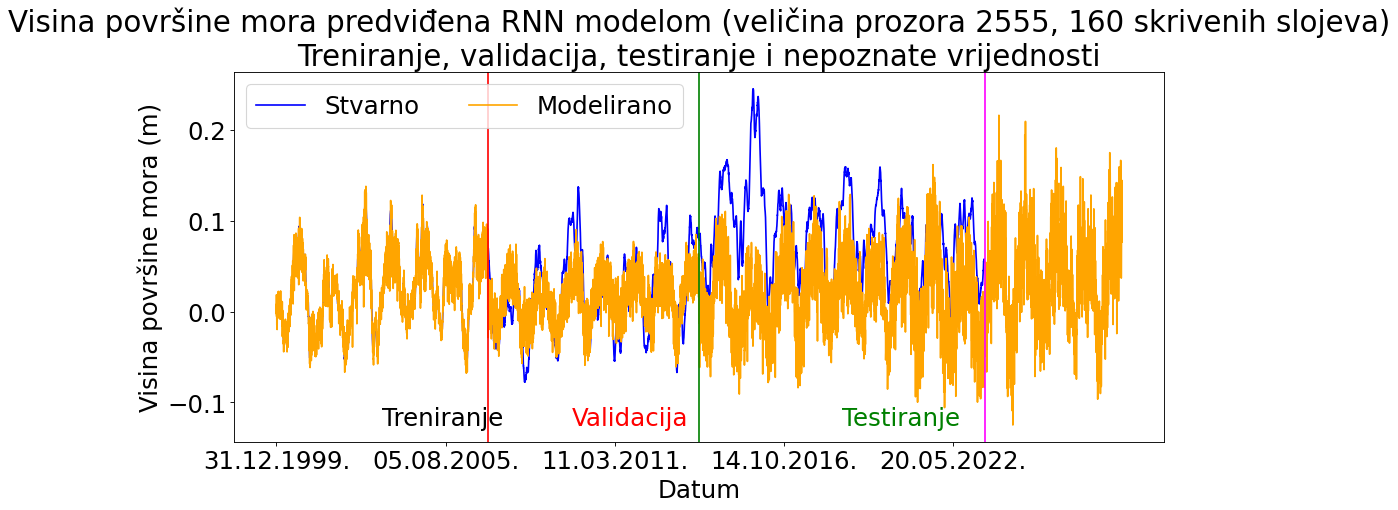 Visina površine mora predviđena RNN modelom (veličina prozora 2555, 160 skrivenih slojeva)
Treniranje, validacija, testiranje i nepoznate vrijednosti
Stvarno
Modelirano
Visina površine mora (m)
0.2
0.1
0.0
−0.1
Treniranje
Validacija
Testiranje
31.12.1999.
05.08.2005.
11.03.2011.
14.10.2016.
20.05.2022.
Datum